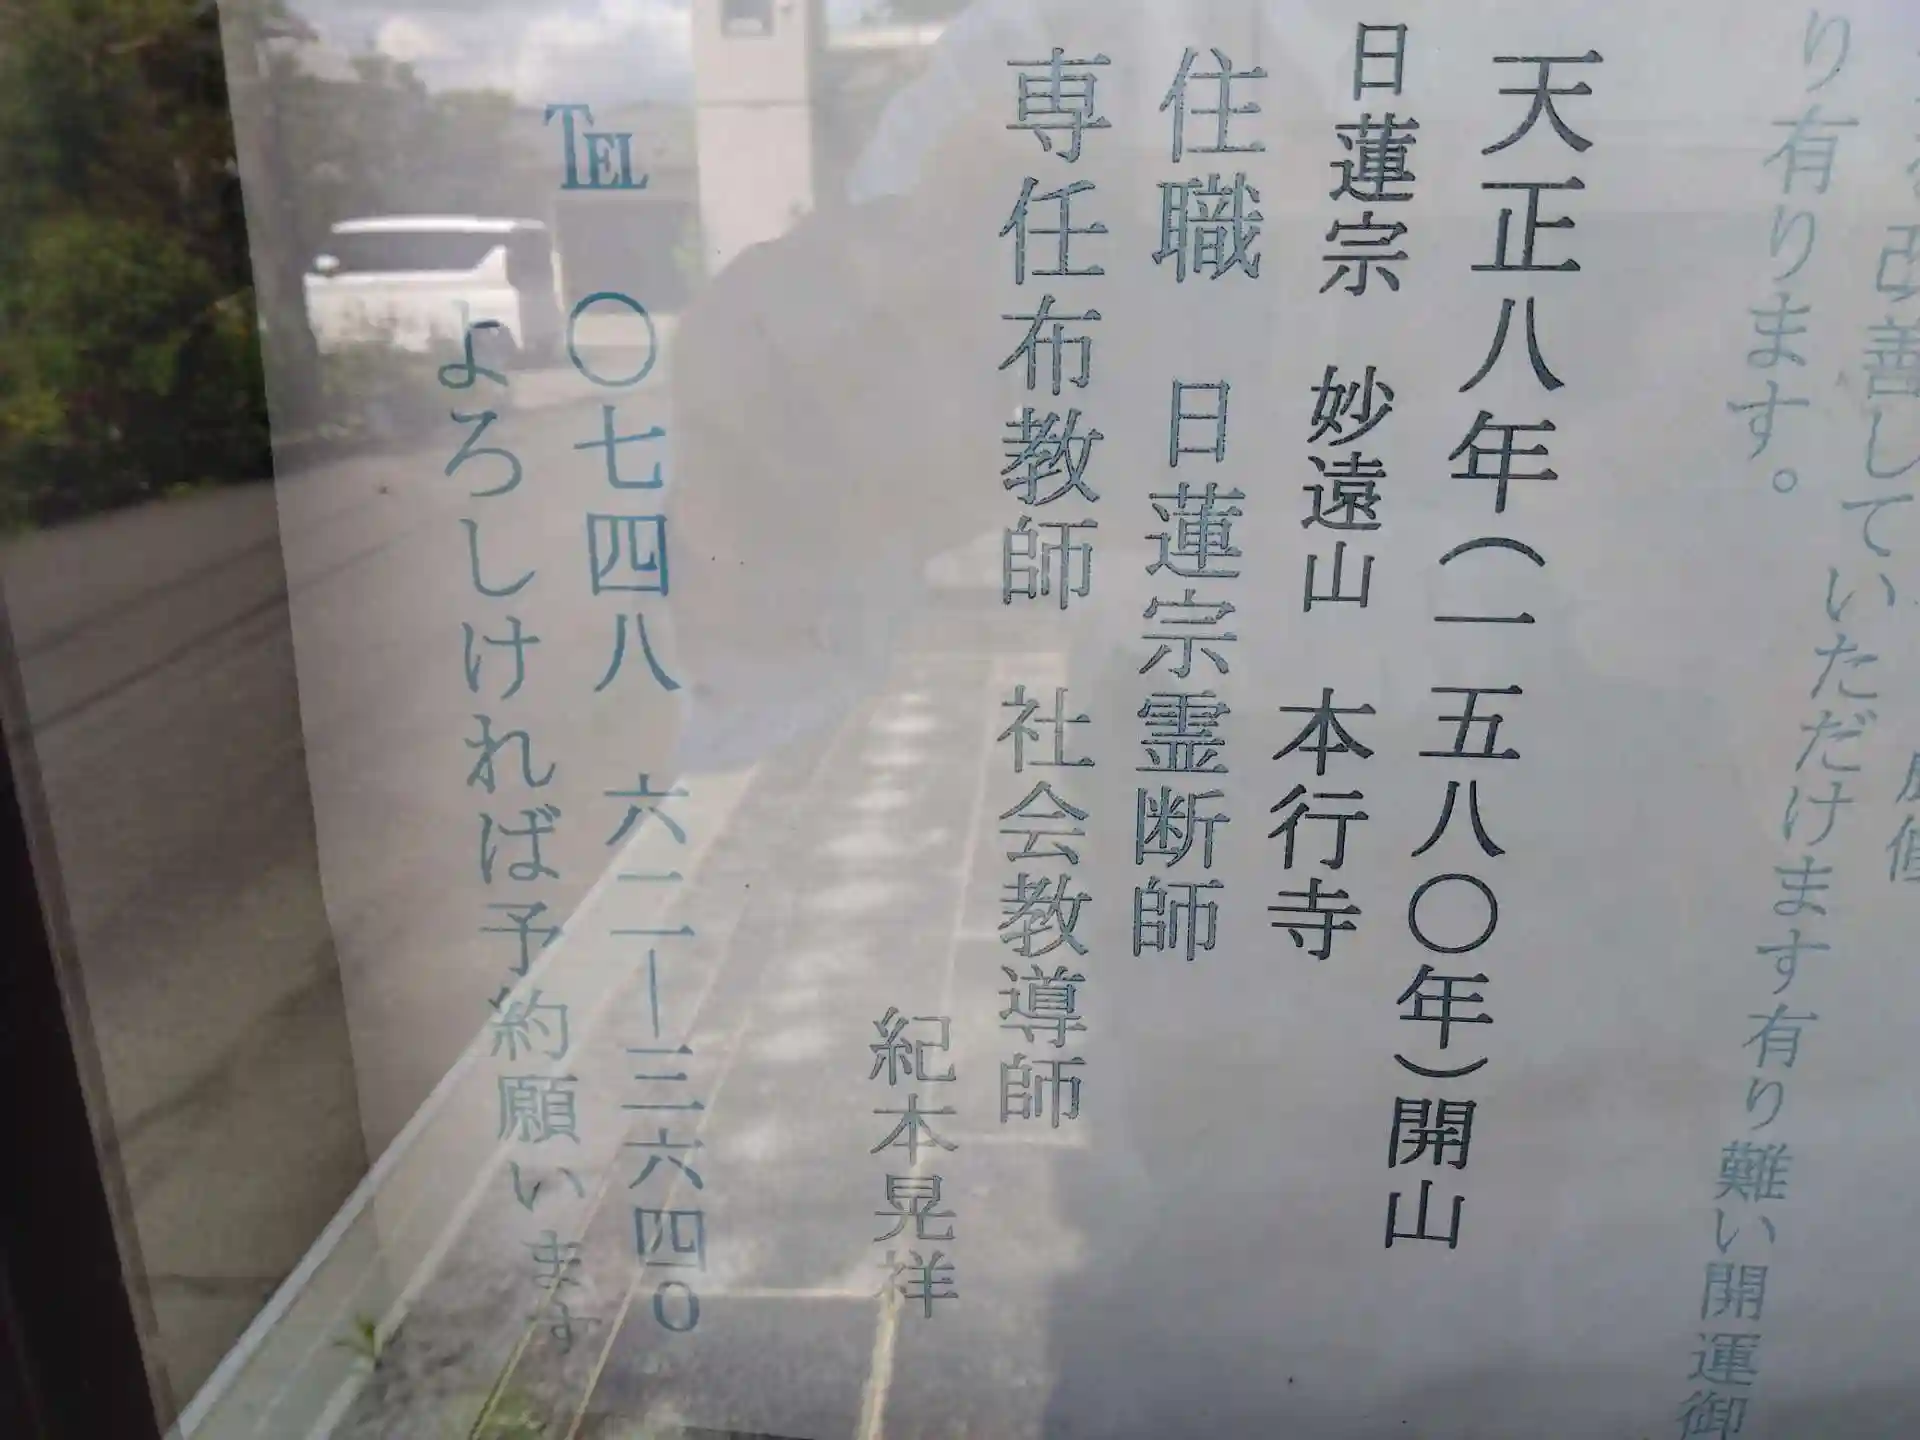 改善していただけます有り難い開運御
り有ります。
天正八年(一五八〇年)開山
日蓮宗 妙遠山 本行寺
住職 日蓮宗霊断師
専任布教師 社会教導師
紀本晃祥
TEL 〇七四八 六二ー三六四0
よろしければ予約願います